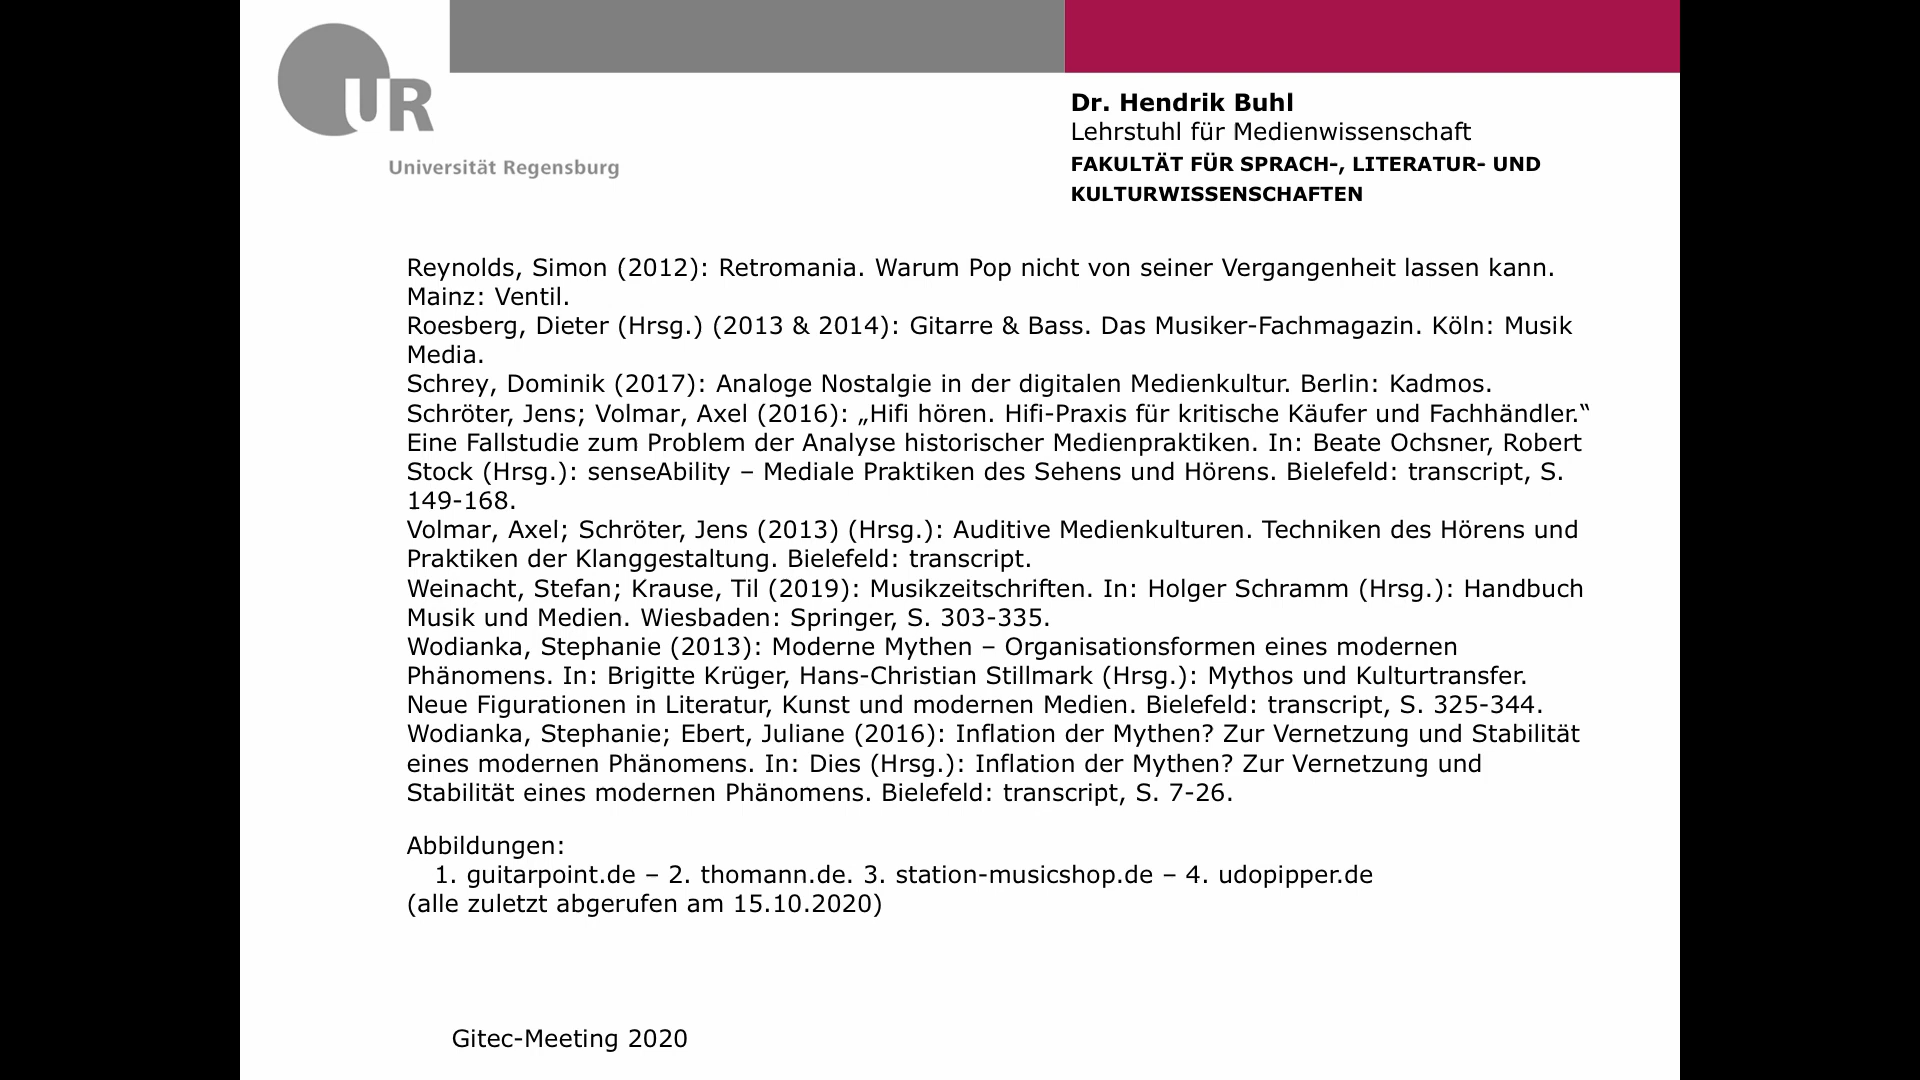 UR
Universität Regensburg
Dr. Hendrik Buhl
Lehrstuhl für Medienwissenschaft
FAKULTÄT FÜR SPRACH-, LITERATUR- UND
KULTURWISSENSCHAFTEN
Reynolds, Simon (2012): Retromania. Warum Pop nicht von seiner Vergangenheit lassen kann.
Mainz: Ventil.
Roesberg, Dieter (Hrsg.) (2013 & 2014): Gitarre & Bass. Das Musiker-Fachmagazin. Köln: Musik
Media.
Schrey, Dominik (2017): Analoge Nostalgie in der digitalen Medienkultur. Berlin: Kadmos.
Schröter, Jens; Volmar, Axel (2016): „Hifi hören. Hifi-Praxis für kritische Käufer und Fachhändler.“
Eine Fallstudie zum Problem der Analyse historischer Medienpraktiken. In: Beate Ochsner, Robert
Stock (Hrsg.): senseAbility – Mediale Praktiken des Sehens und Hörens. Bielefeld: transcript, S.
149-168.
Volmar, Axel; Schröter, Jens (2013) (Hrsg.): Auditive Medienkulturen. Techniken des Hörens und
Praktiken der Klanggestaltung. Bielefeld: transcript.
Weinacht, Stefan; Krause, Til (2019): Musikzeitschriften. In: Holger Schramm (Hrsg.): Handbuch
Musik und Medien. Wiesbaden: Springer, S. 303-335.
Wodianka, Stephanie (2013): Moderne Mythen – Organisationsformen eines modernen
Phänomens. In: Brigitte Krüger, Hans-Christian Stillmark (Hrsg.): Mythos und Kulturtransfer.
Neue Figurationen in Literatur, Kunst und modernen Medien. Bielefeld: transcript, S. 325-344.
Wodianka, Stephanie; Ebert, Juliane (2016): Inflation der Mythen? Zur Vernetzung und Stabilität
eines modernen Phänomens. In: Dies (Hrsg.): Inflation der Mythen? Zur Vernetzung und
Stabilität eines modernen Phänomens. Bielefeld: transcript, S. 7-26.
Abbildungen:
1. guitarpoint.de – 2. thomann.de. 3. station-musicshop.de – 4. udopipper.de
(alle zuletzt abgerufen am 15.10.2020)
Gitec-Meeting 2020